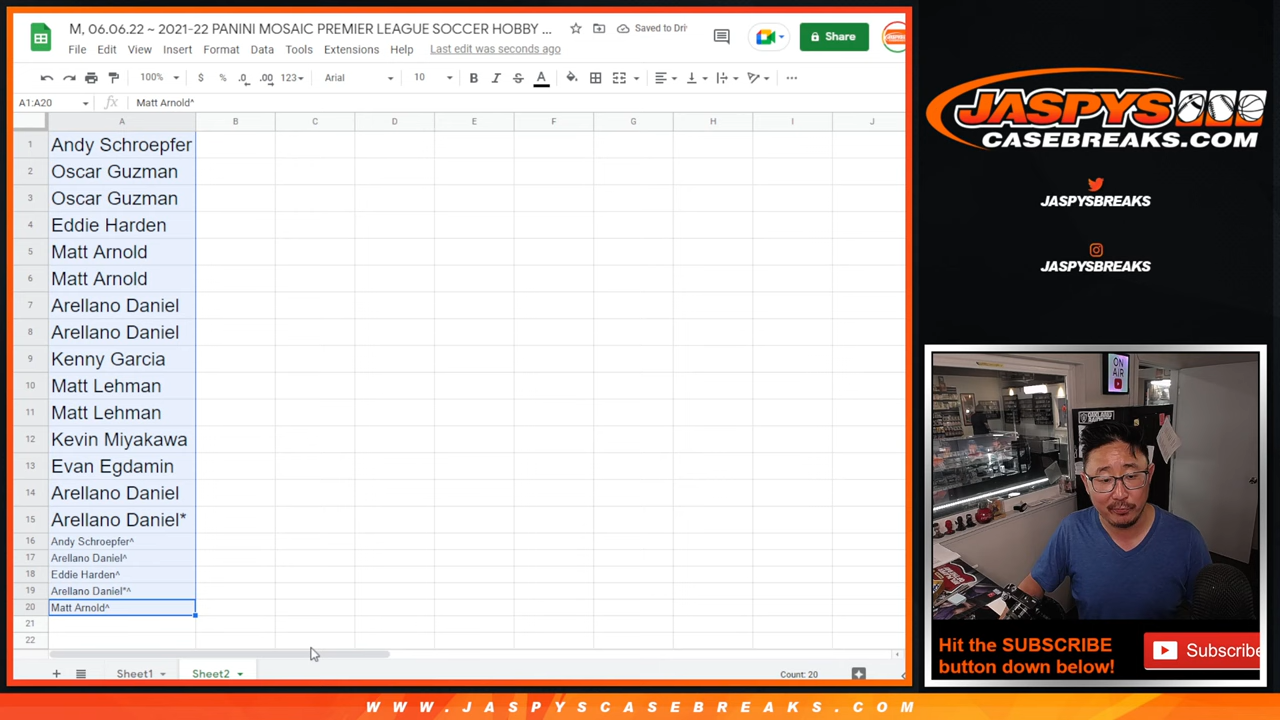 M, 06.06.22 ~ 2021-22 PANINI MOSAIC PREMIER LEAGUE SOCCER HOBBY ...
Saved to Dri
Share
File Edit View Insert Format Data Tools Extensions Help Last edit was seconds ago
100% $ % .0 .00 123 Arial 10 B I S A
A1:A20 fx Matt Arnold^
A B C D E F G H I J
1 Andy Schroepfer
2 Oscar Guzman
3 Oscar Guzman
4 Eddie Harden
5 Matt Arnold
6 Matt Arnold
7 Arellano Daniel
8 Arellano Daniel
9 Kenny Garcia
10 Matt Lehman
11 Matt Lehman
12 Kevin Miyakawa
13 Evan Egdamin
14 Arellano Daniel
15 Arellano Daniel*
16 Andy Schroepfer^
17 Arellano Daniel^
18 Eddie Harden^
19 Arellano Daniel*^
20 Matt Arnold^
21
22
+ Sheet1 Sheet2 Count: 20
JASPYS
CASEBREAKS.COM
JASPYSBREAKS
JASPYSBREAKS
ON
AIR
Hit the SUBSCRIBE
button down below!
Subscribe
WWW.JASPYSCASEBREAKS.COM